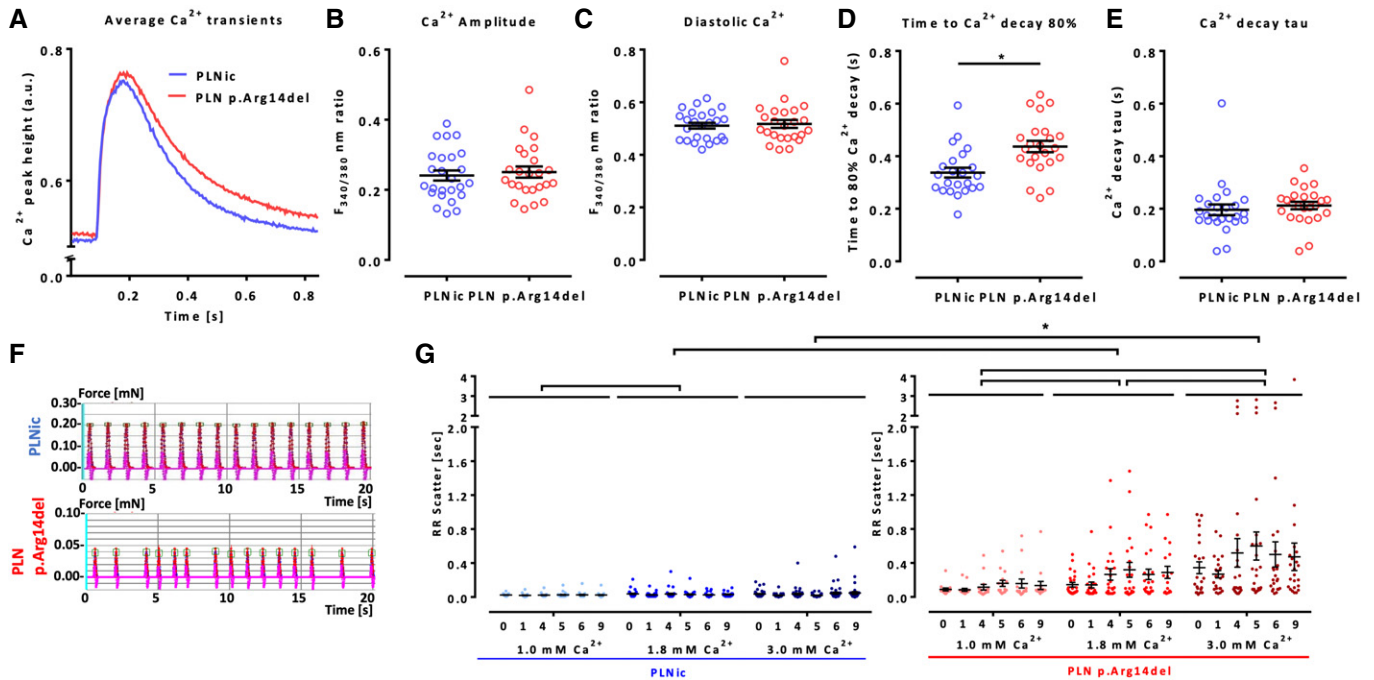 A
Average Ca2+ transients
Ca 2+ peak height (a.u.)
0.8
0.6
0.0
PLNic
PLN p.Arg14del
0.2
0.4
0.6
0.8
Time [s]
B
Ca2+ Amplitude
F340/380 nm ratio
0.6
0.4
0.2
0.0
PLNic PLN p.Arg14del
C
Diastolic Ca2+
F340/380 nm ratio
0.8
0.6
0.4
0.2
0.0
PLNic PLN p.Arg14del
D
Time to Ca2+ decay 80%
Time to 80% Ca2+ decay (s)
0.8
0.6
0.4
0.2
0.0
*
PLNic PLN p.Arg14del
E
Ca2+ decay tau
Ca2+ decay tau (s)
0.8
0.6
0.4
0.2
0.0
PLNic PLN p.Arg14del
F
PLNic
Force [mN]
0.30
0.20
0.10
0.00
0 5 10 15 20
Time [s]
PLN
p.Arg14del
Force [mN]
0.10
0.05
0.00
0 5 10 15 20
Time [s]
G
*
RR Scatter [sec]
4
3
2
2.0
1.6
1.2
0.8
0.4
0.0
0 1 4 5 6 9 0 1 4 5 6 9 0 1 4 5 6 9
1.0 mM Ca2+ 1.8 mM Ca2+ 3.0 mM Ca2+
PLNic
RR Scatter [sec]
4
3
2
2.0
1.6
1.2
0.8
0.4
0.0
0 1 4 5 6 9 0 1 4 5 6 9 0 1 4 5 6 9
1.0 mM Ca2+ 1.8 mM Ca2+ 3.0 mM Ca2+
PLN p.Arg14del